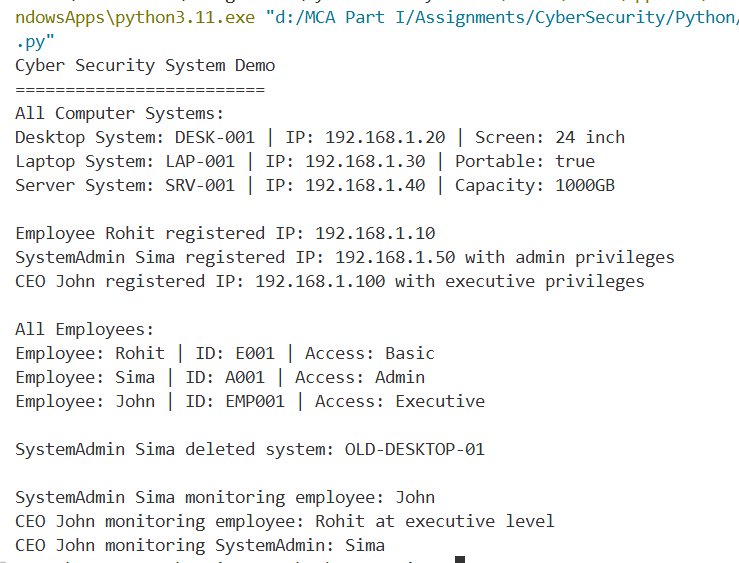 ndowsApps\python3.11.exe "d:/MCA Part I/Assignments/CyberSecurity/Python/
.py"
Cyber Security System Demo
=========================
All Computer Systems:
Desktop System: DESK-001 | IP: 192.168.1.20 | Screen: 24 inch
Laptop System: LAP-001 | IP: 192.168.1.30 | Portable: true
Server System: SRV-001 | IP: 192.168.1.40 | Capacity: 1000GB

Employee Rohit registered IP: 192.168.1.10
SystemAdmin Sima registered IP: 192.168.1.50 with admin privileges
CEO John registered IP: 192.168.1.100 with executive privileges

All Employees:
Employee: Rohit | ID: E001 | Access: Basic
Employee: Sima | ID: A001 | Access: Admin
Employee: John | ID: EMP001 | Access: Executive

SystemAdmin Sima deleted system: OLD-DESKTOP-01

SystemAdmin Sima monitoring employee: John
CEO John monitoring employee: Rohit at executive level
CEO John monitoring SystemAdmin: Sima